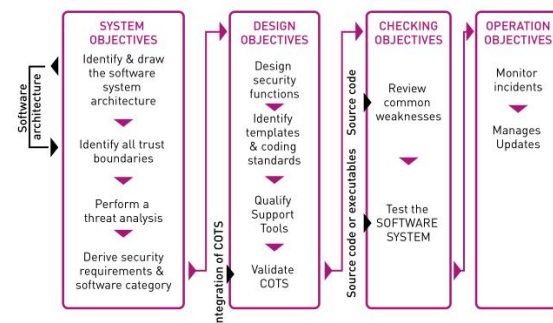 SYSTEM
OBJECTIVES
Identify & draw
the software
system
architecture
Identify all trust
boundaries
Perform a
threat analysis
Derive security
requirements &
software category
Software
architecture
DESIGN
OBJECTIVES
Design
security
functions
Identify
templates
& coding
standards
Qualify
Support
Tools
Validate
COTS
ntegration of COTS
CHECKING
OBJECTIVES
Review
common
weaknesses
Test the
SOFTWARE
SYSTEM
Source code
Source code or executables
OPERATION
OBJECTIVES
Monitor
incidents
Manages
Updates